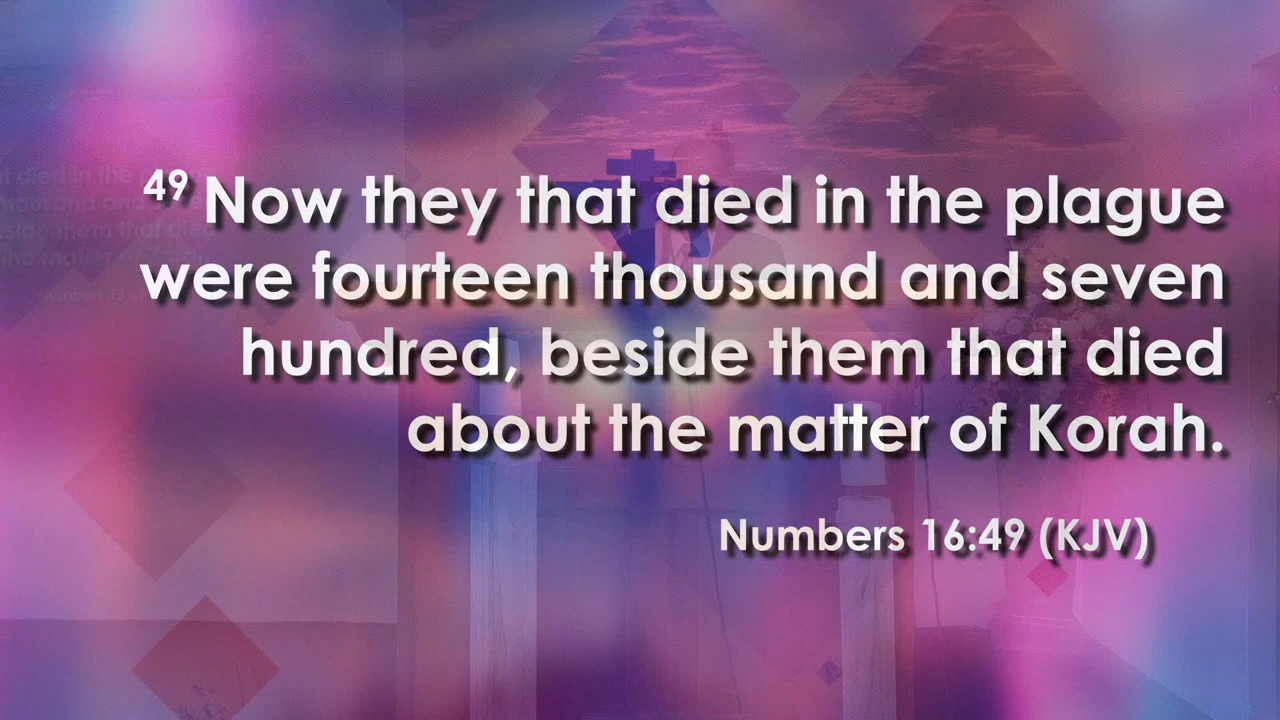 49 Now they that died in the plague
were fourteen thousand and seven
hundred, beside them that died
about the matter of Korah.
Numbers 16:49 (KJV)